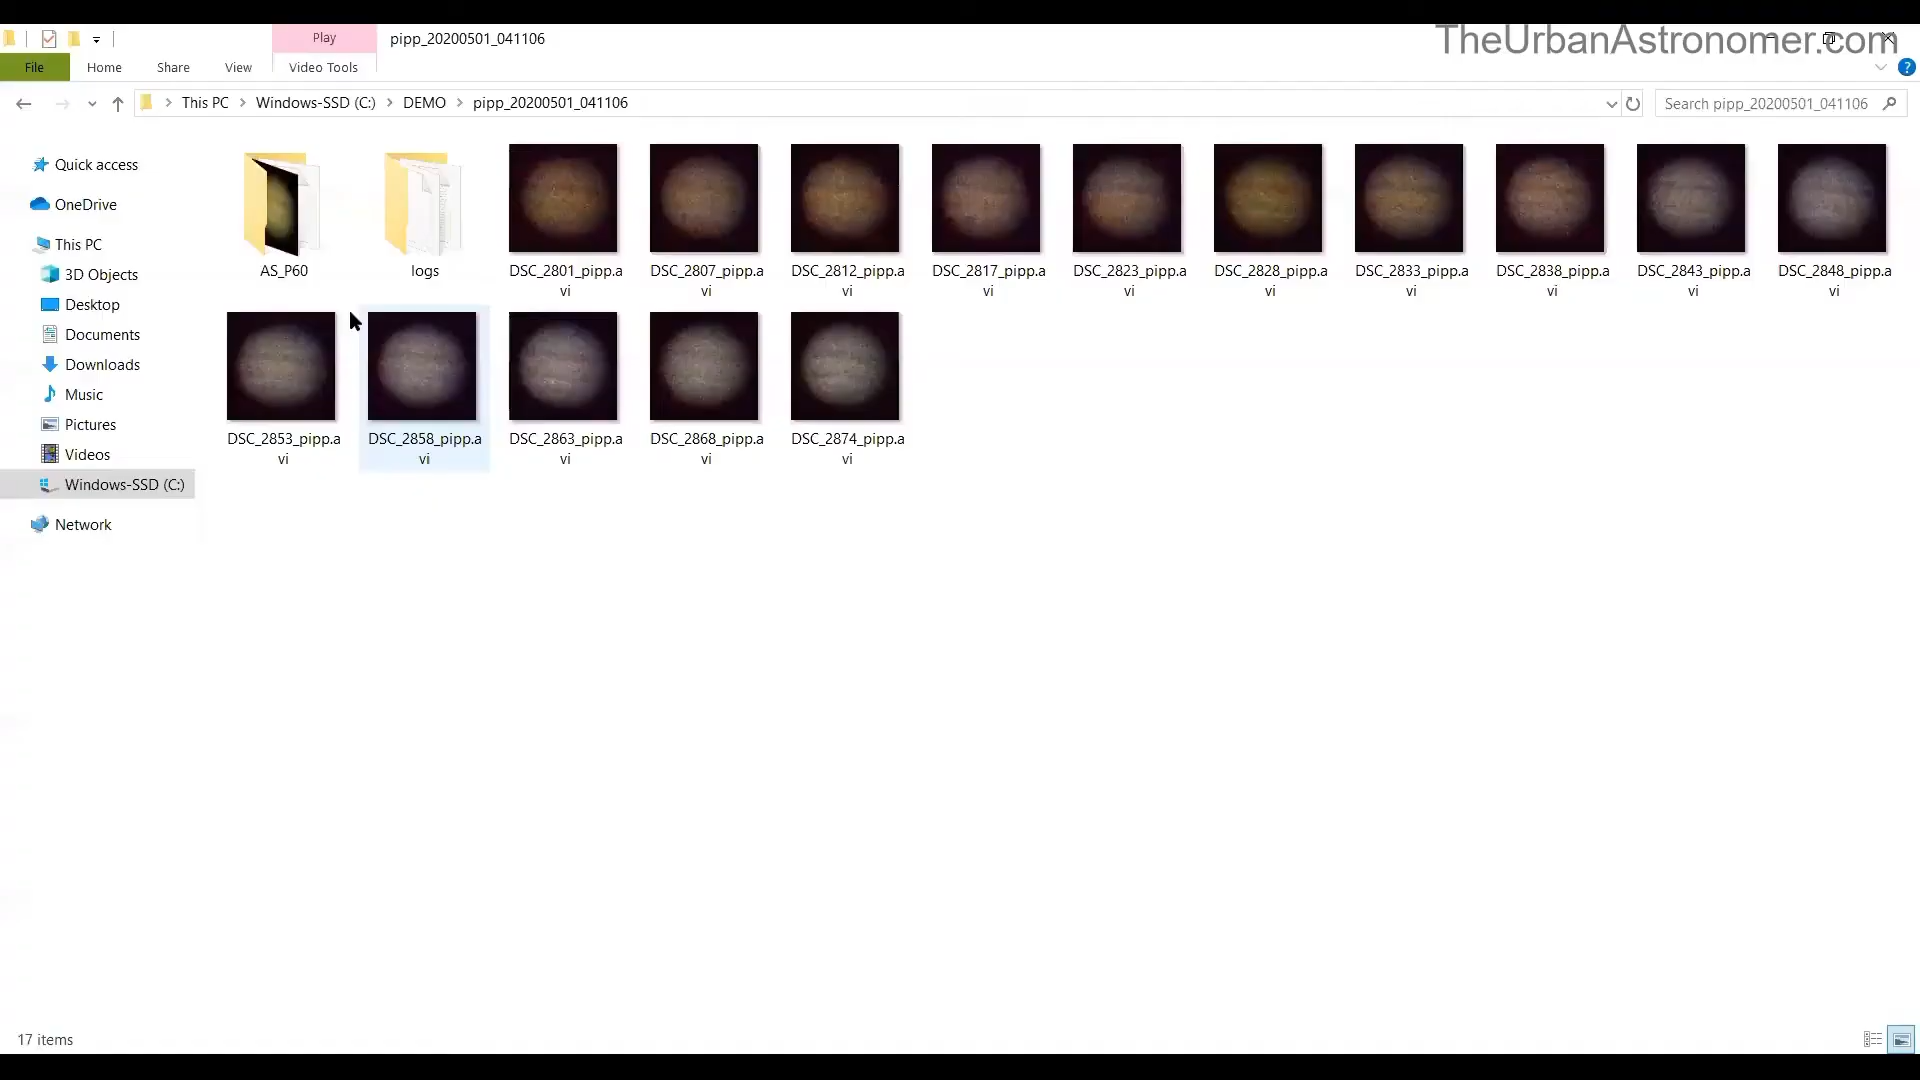 TheUrbanAstronomer.com
Play
pipp_20200501_041106
File
Home
Share
View
Video Tools
?
This PC
Windows-SSD (C:)
DEMO
pipp_20200501_041106
Search pipp_20200501_041106
Quick access
OneDrive
This PC
3D Objects
Desktop
Documents
Downloads
Music
Pictures
Videos
Windows-SSD (C:)
Network
AS_P60
logs
DSC_2801_pipp.a
vi
DSC_2807_pipp.a
vi
DSC_2812_pipp.a
vi
DSC_2817_pipp.a
vi
DSC_2823_pipp.a
vi
DSC_2828_pipp.a
vi
DSC_2833_pipp.a
vi
DSC_2838_pipp.a
vi
DSC_2843_pipp.a
vi
DSC_2848_pipp.a
vi
DSC_2853_pipp.a
vi
DSC_2858_pipp.a
vi
DSC_2863_pipp.a
vi
DSC_2868_pipp.a
vi
DSC_2874_pipp.a
vi
17 items